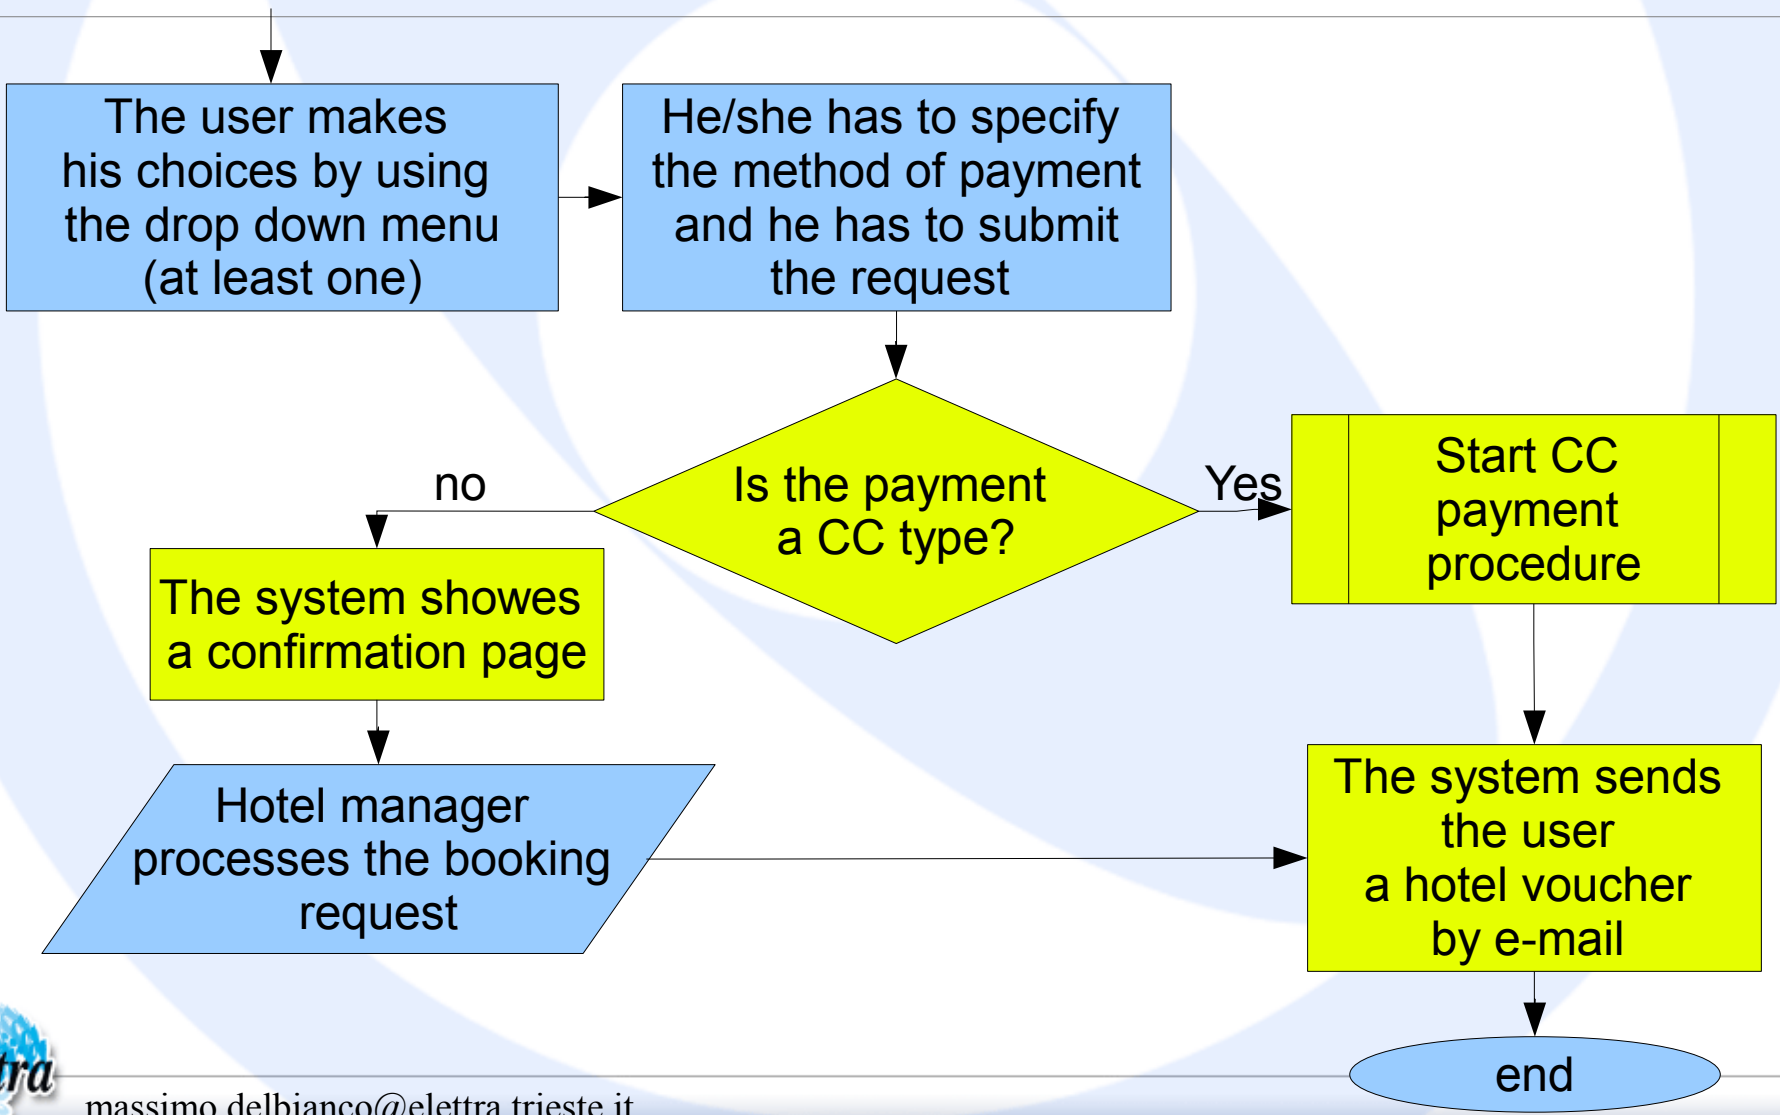 The user makes
his choices by using
the drop down menu
(at least one)
He/she has to specify
the method of payment
and he has to submit
the request
Is the payment
a CC type?
no
Yes
Start CC
payment
procedure
The system showes
a confirmation page
Hotel manager
processes the booking
request
The system sends
the user
a hotel voucher
by e-mail
end
tra
massimo.delbianco@elettra.trieste.it